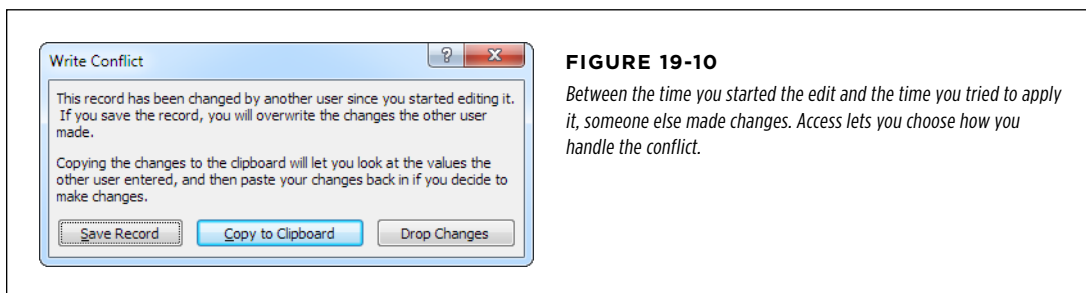 Write Conflict
This record has been changed by another user since you started editing it.
If you save the record, you will overwrite the changes the other user
made.
Copying the changes to the clipboard will let you look at the values the
other user entered, and then paste your changes back in if you decide to
make changes.
Save Record Copy to Clipboard Drop Changes
FIGURE 19-10
Between the time you started the edit and the time you tried to apply
it, someone else made changes. Access lets you choose how you
handle the conflict.